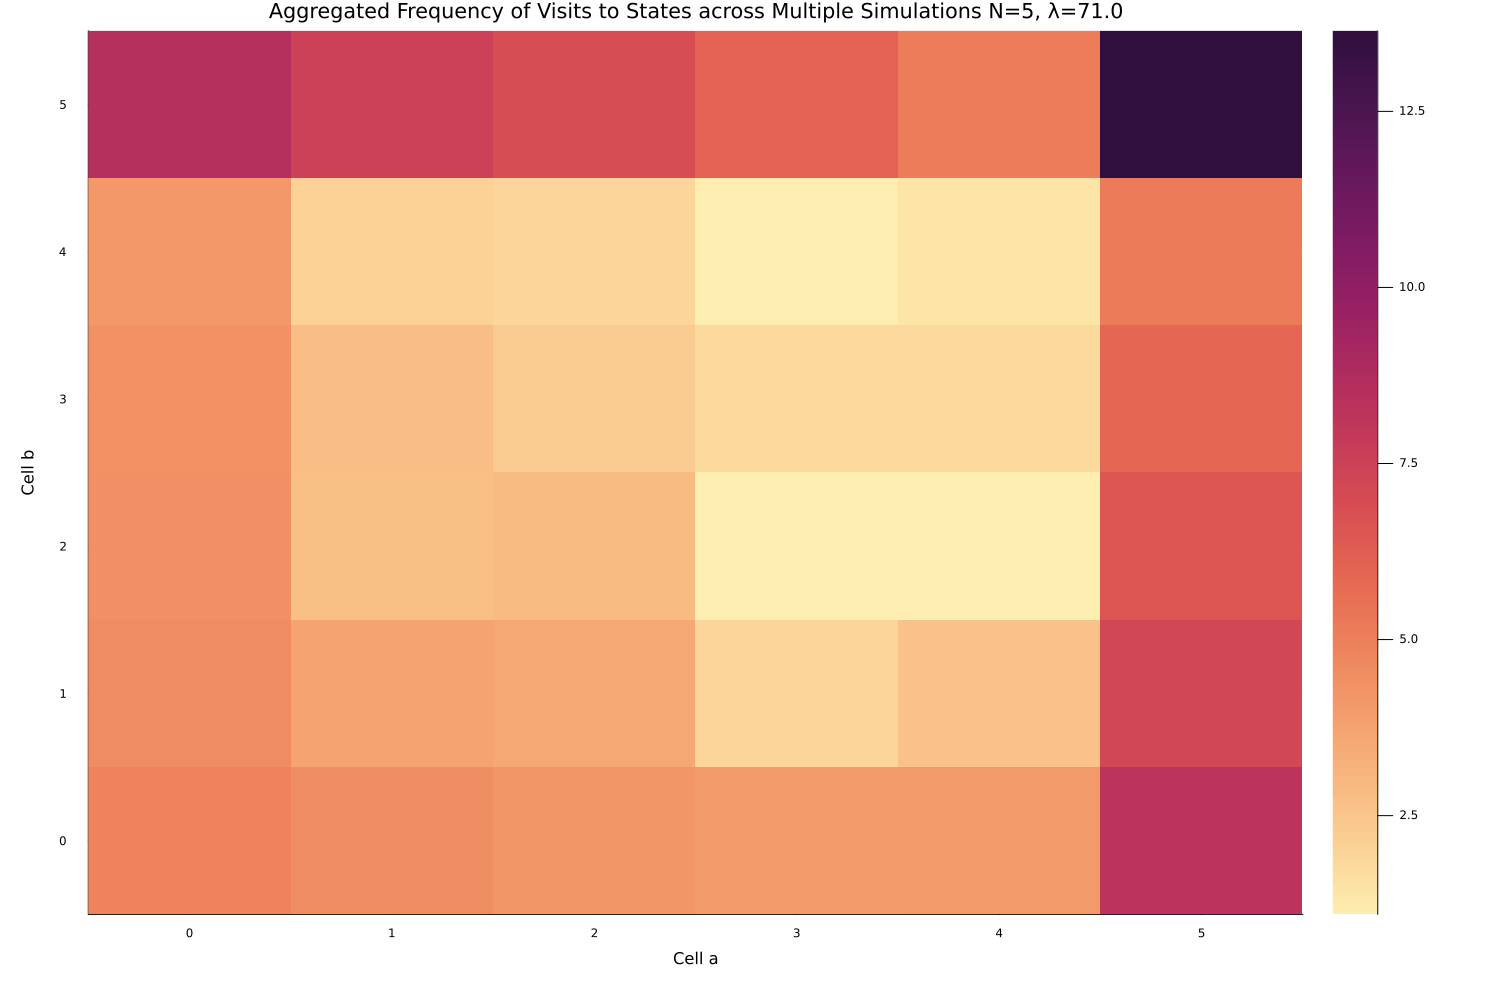 Aggregated Frequency of Visits to States across Multiple Simulations N=5, λ=71.0
5
4
3
2
1
0
Cell b
0 1 2 3 4 5
Cell a
12.5
10.0
7.5
5.0
2.5